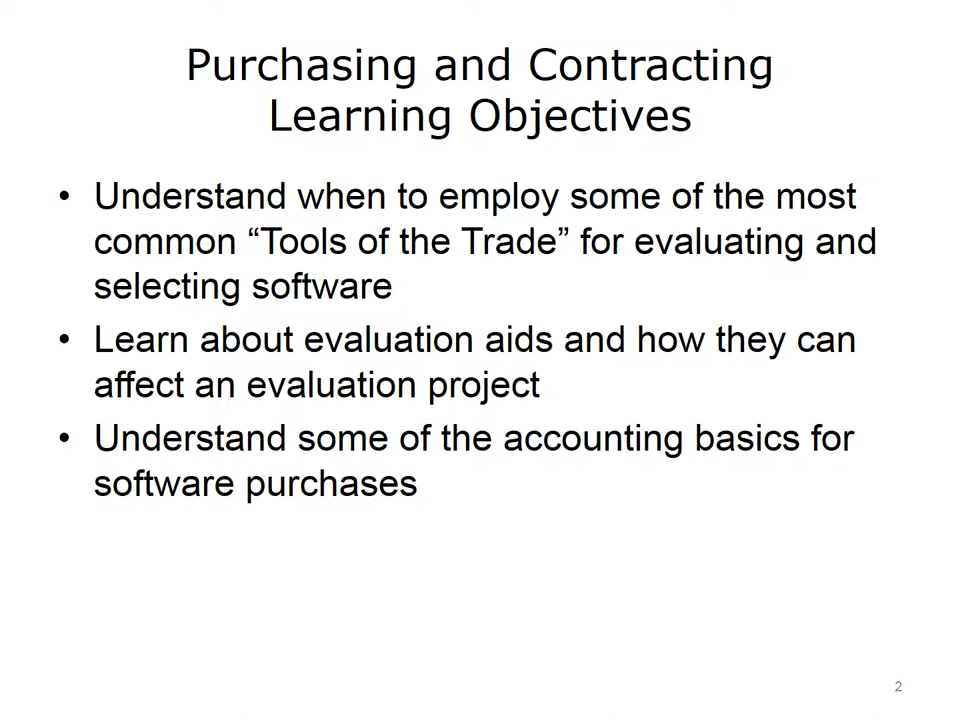 Purchasing and Contracting
Learning Objectives
• Understand when to employ some of the most
common “Tools of the Trade” for evaluating and
selecting software
• Learn about evaluation aids and how they can
affect an evaluation project
• Understand some of the accounting basics for
software purchases
2